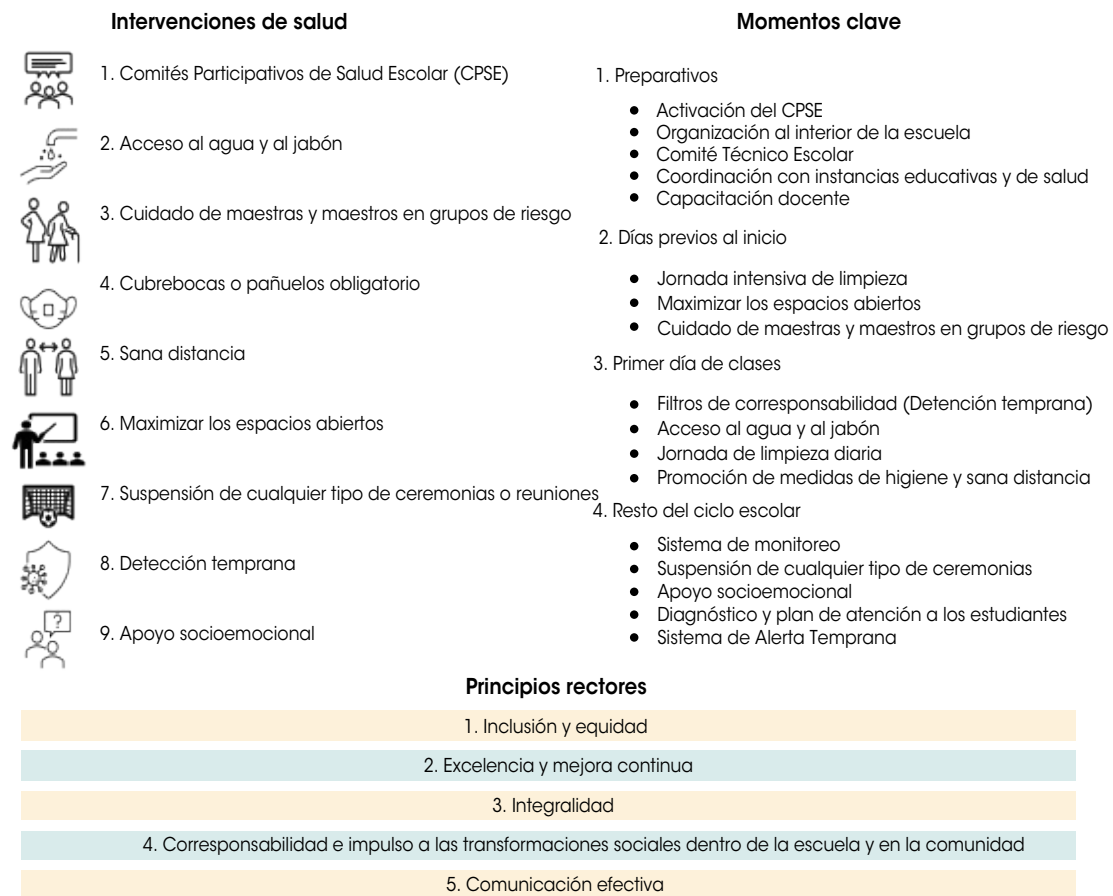 Intervenciones de salud
1. Comités Participativos de Salud Escolar (CPSE)
2. Acceso al agua y al jabón
3. Cuidado de maestras y maestros en grupos de riesgo
4. Cubrebocas o pañuelos obligatorio
5. Sana distancia
6. Maximizar los espacios abiertos
7. Suspensión de cualquier tipo de ceremonias o reuniones
8. Detección temprana
9. Apoyo socioemocional
Momentos clave
1. Preparativos
• Activación del CPSE
• Organización al interior de la escuela
• Comité Técnico Escolar
• Coordinación con instancias educativas y de salud
• Capacitación docente
2. Días previos al inicio
• Jornada intensiva de limpieza
• Maximizar los espacios abiertos
• Cuidado de maestras y maestros en grupos de riesgo
3. Primer día de clases
• Filtros de corresponsabilidad (Detención temprana)
• Acceso al agua y al jabón
• Jornada de limpieza diaria
• Promoción de medidas de higiene y sana distancia
4. Resto del ciclo escolar
• Sistema de monitoreo
• Suspensión de cualquier tipo de ceremonias
• Apoyo socioemocional
• Diagnóstico y plan de atención a los estudiantes
• Sistema de Alerta Temprana
Principios rectores
1. Inclusión y equidad
2. Excelencia y mejora continua
3. Integralidad
4. Corresponsabilidad e impulso a las transformaciones sociales dentro de la escuela y en la comunidad
5. Comunicación efectiva